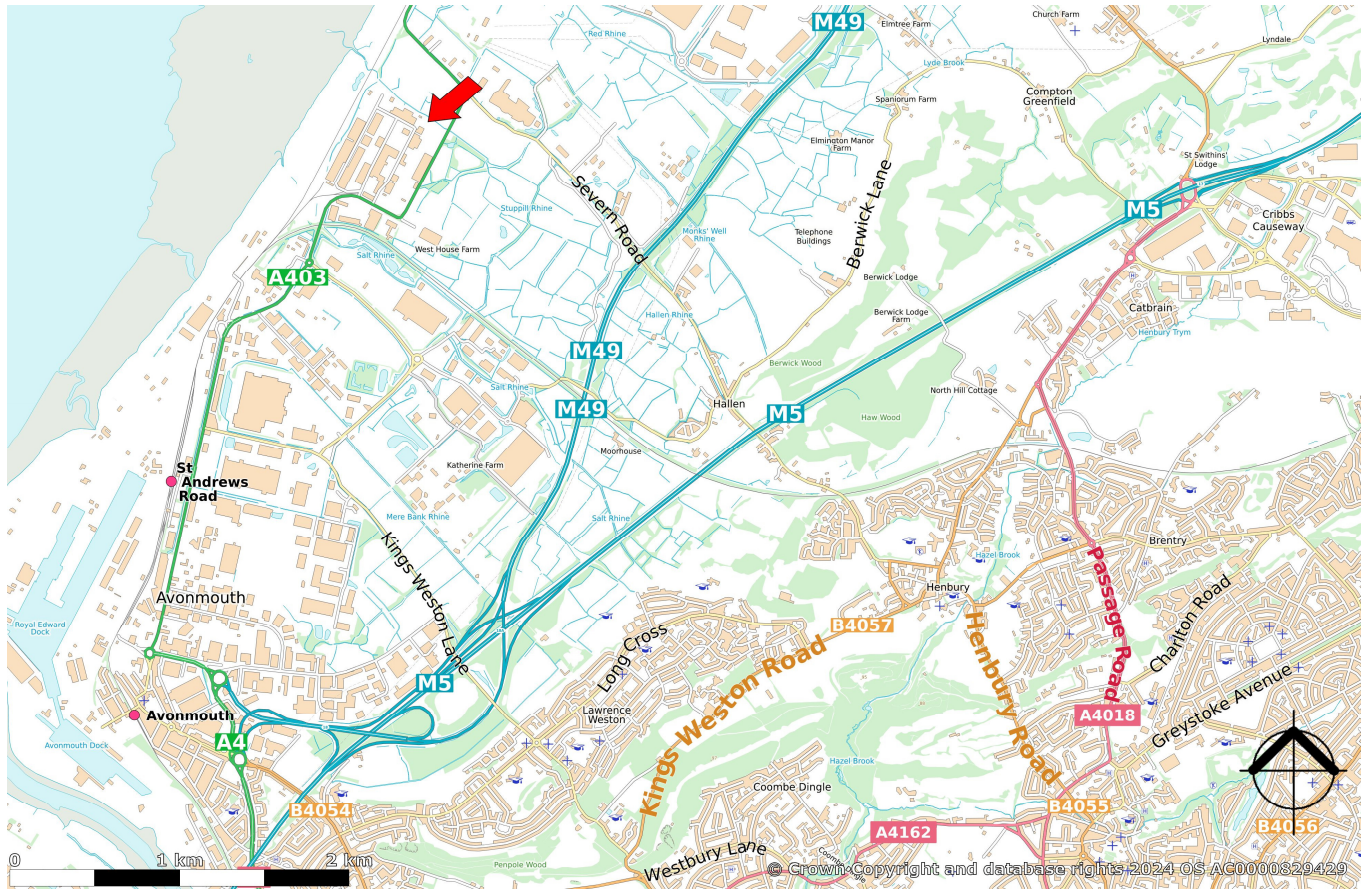 M49
Church Farm
Elmtree Farm
Red Rhine
Lyndale
Lyde Brook
Compton
Greenfield
Spaniorum Farm
Elmington Manor
Farm
St Swithins'
Lodge
Severn Road
Berwick Lane
M5
Stuppill Rhine
Cribbs
Causeway
Monks' Well
Rhine
Telephone
Buildings
West House Farm
Salt Rhine
A403
Berwick Lodge
Catbrain
Berwick Lodge
Farm
Hallen Rhine
Henbury Trym
M49
Berwick Wood
Salt Rhine
North Hill Cottage
Hallen
M49
M5
Haw Wood
Moorhouse
Katherine Farm
St
Andrews
Road
Mere Bank Rhine
Salt Rhine
Kings Weston Lane
Hazel Brook
Brentry
Passage Road
Henbury
Avonmouth
Royal Edward
Dock
Long Cross
B4057
Kings Weston Road
Henbury Road
Charlton Road
M5
Greystoke Avenue
Lawrence
Weston
Avonmouth
A4018
A4
Avonmouth Dock
Hazel Brook
Coombe Dingle
B4054
B4055
B4056
A4162
Penpole Wood
Westbury Lane
Coombe
Dingle
0 1 km 2 km
© Crown Copyright and database rights 2024 OS AC0000829429